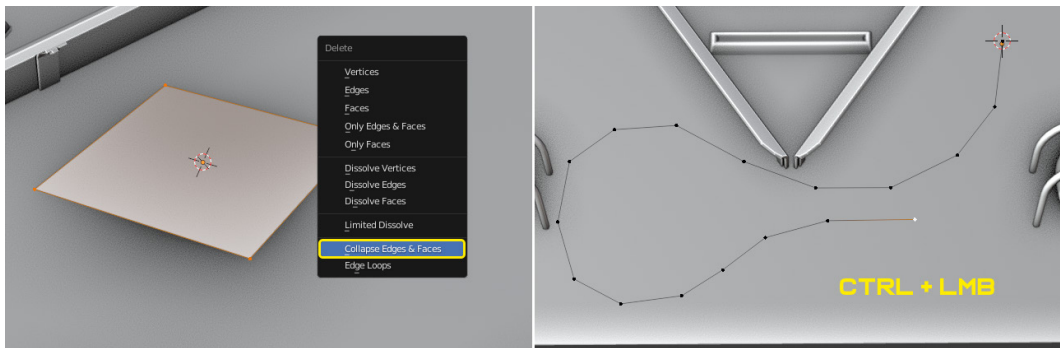 Delete
Vertices
Edges
Faces
Only Edges & Faces
Only Faces
Dissolve Vertices
Dissolve Edges
Dissolve Faces
Limited Dissolve
Collapse Edges & Faces
Edge Loops
CTRL + LMB